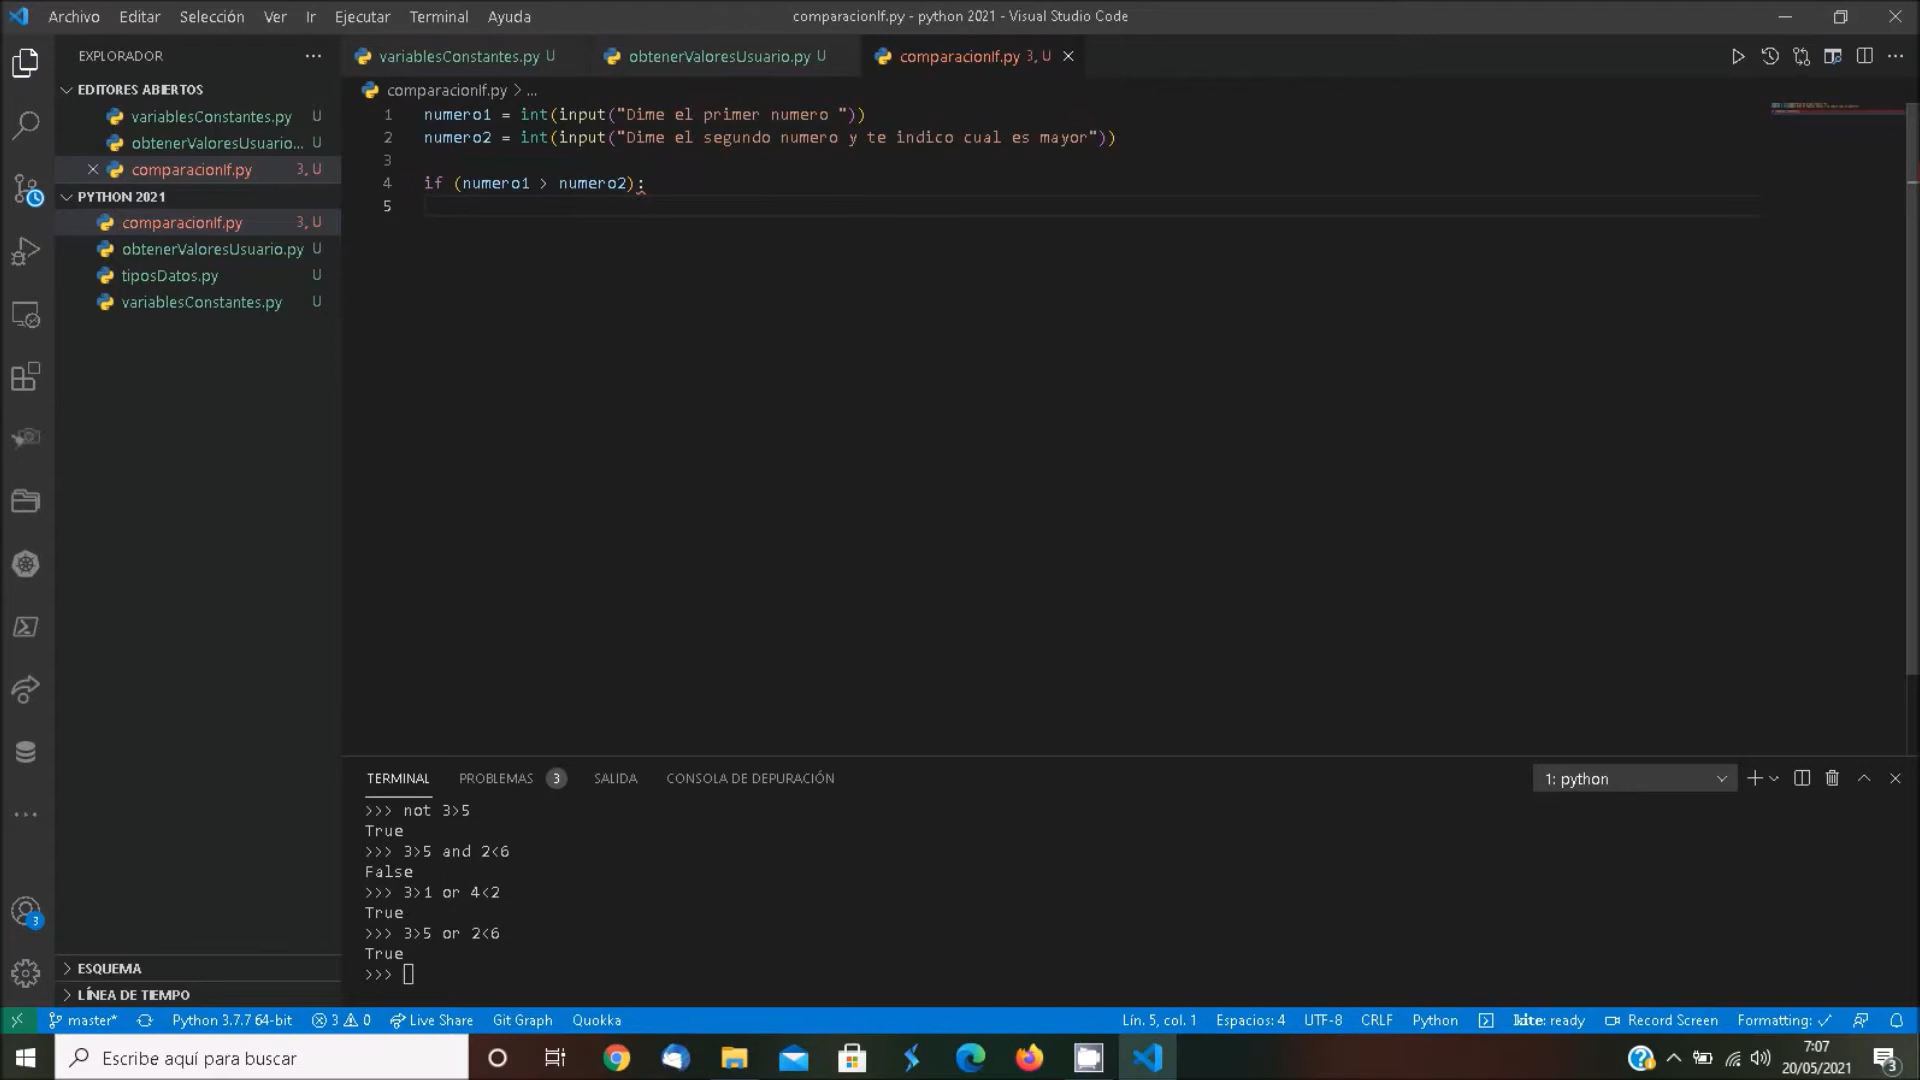 Archivo Editar Selección Ver Ir Ejecutar Terminal Ayuda
comparacionIf.py - python 2021 - Visual Studio Code
EXPLORADOR
EDITORES ABIERTOS
variablesConstantes.py U
obtenerValoresUsuario... U
comparacionIf.py 3, U
PYTHON 2021
comparacionIf.py 3, U
obtenerValoresUsuario.py U
tiposDatos.py U
variablesConstantes.py U
ESQUEMA
LÍNEA DE TIEMPO
variablesConstantes.py U obtenerValoresUsuario.py U comparacionIf.py 3, U
comparacionIf.py > ...
1 numero1 = int(input("Dime el primer numero "))
2 numero2 = int(input("Dime el segundo numero y te indico cual es mayor"))
3
4 if (numero1 > numero2):
5
TERMINAL PROBLEMAS 3 SALIDA CONSOLA DE DEPURACIÓN
1: python
>>> not 3>5
True
>>> 3>5 and 2<6
False
>>> 3>1 or 4<2
True
>>> 3>5 or 2<6
True
>>>
3
master* Python 3.7.7 64-bit 3 0 Live Share Git Graph Quokka
Lín. 5, col. 1 Espacios: 4 UTF-8 CRLF Python kite: ready Record Screen Formatting: ✓
Escribe aquí para buscar
7:07
20/05/2021
3